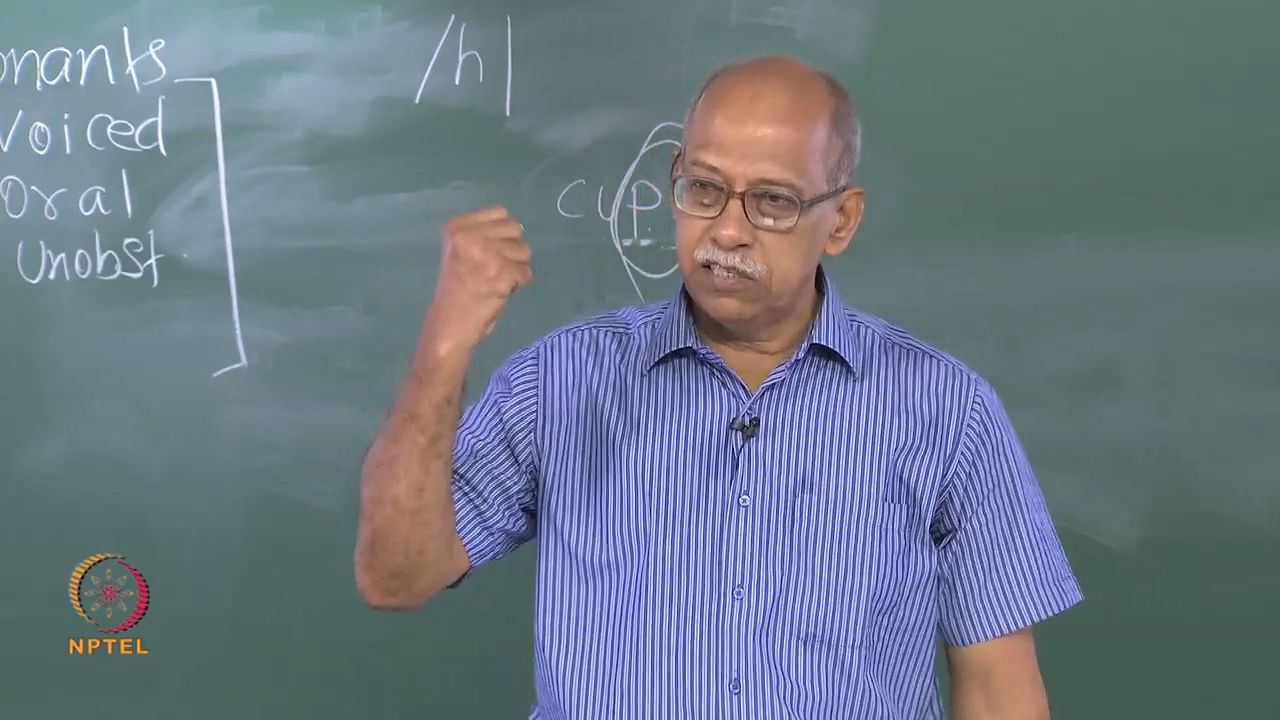 onants
voiced
oral
unobst
/h/
cup
NPTEL